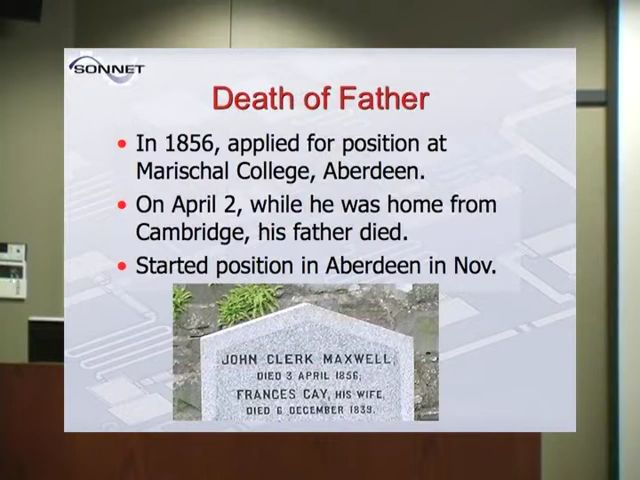 SONNET
Death of Father
• In 1856, applied for position at
Marischal College, Aberdeen.
• On April 2, while he was home from
Cambridge, his father died.
• Started position in Aberdeen in Nov.
JOHN CLERK MAXWELL,
DIED 3 APRIL 1856,
FRANCES CAY, HIS WIFE,
DIED 6 DECEMBER 1839.